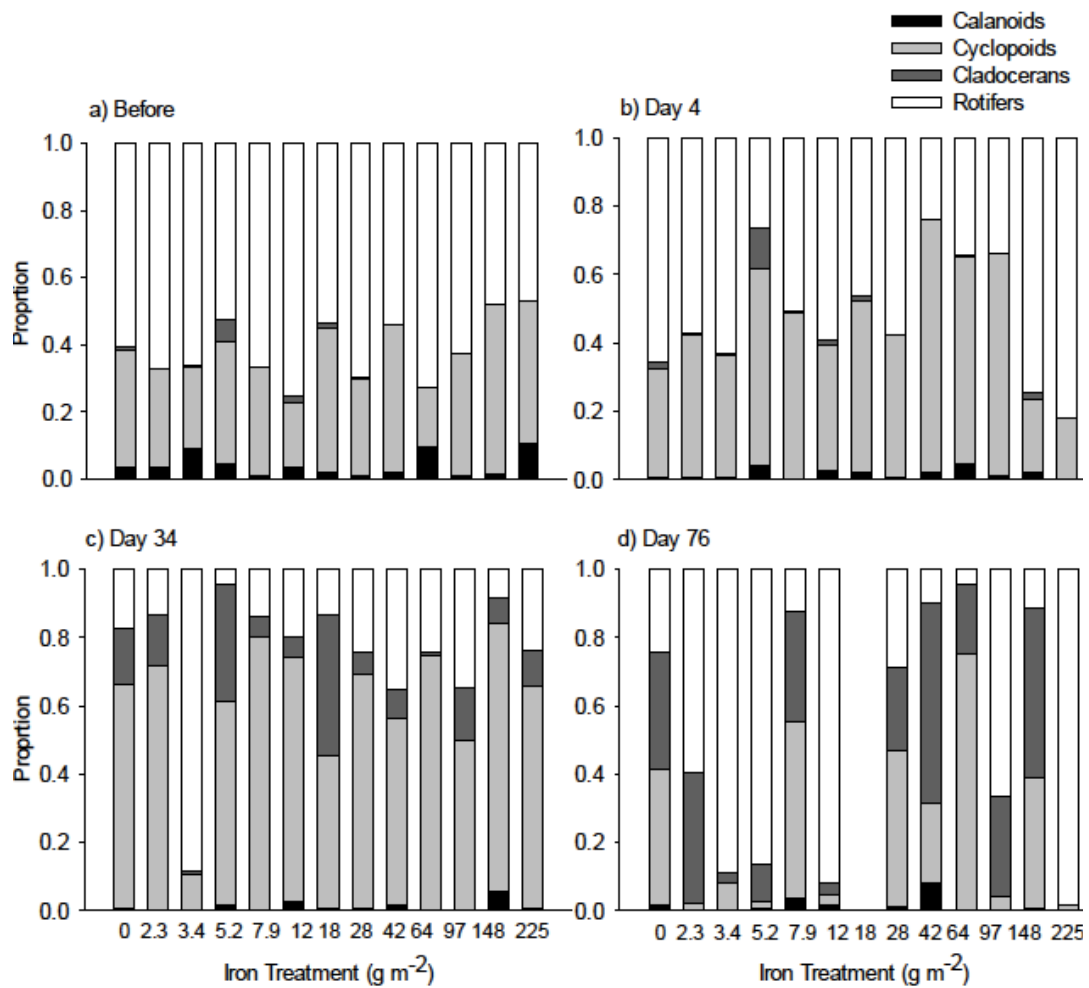 Calanoids
Cyclopoids
Cladocerans
Rotifers
a) Before
1.0
0.8
0.6
0.4
0.2
0.0
Proprtion
b) Day 4
1.0
0.8
0.6
0.4
0.2
0.0
c) Day 34
1.0
0.8
0.6
0.4
0.2
0.0
Proprtion
0 2.3 3.4 5.2 7.9 12 18 28 42 64 97 148 225
Iron Treatment (g m⁻²)
d) Day 76
1.0
0.8
0.6
0.4
0.2
0.0
0 2.3 3.4 5.2 7.9 12 18 28 42 64 97 148 225
Iron Treatment (g m⁻²)